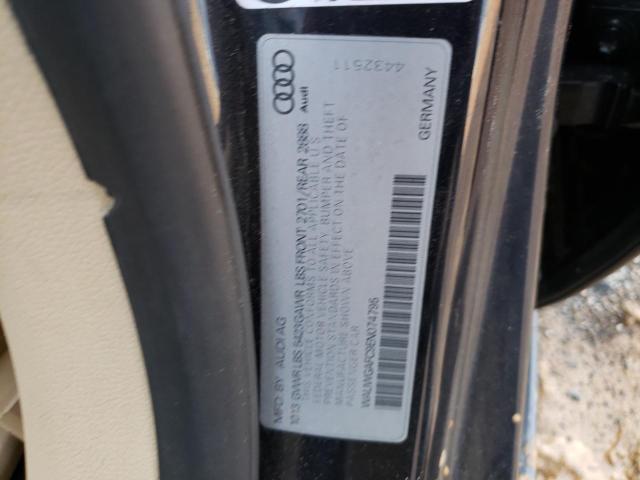 MFD. BY AUDI AG
Audi
4432511
10.13 GVWR LBS 5423 GAWR LBS FRONT 2701/REAR 2888
THIS VEHICLE CONFORMS TO ALL APPLICABLE U.S.
FEDERAL MOTOR VEHICLE SAFETY, BUMPER AND THEFT
PREVENTION STANDARDS IN EFFECT ON THE DATE OF
MANUFACTURE SHOWN ABOVE
PASSENGER CAR
WAUWGAFC9EN074796
GERMANY